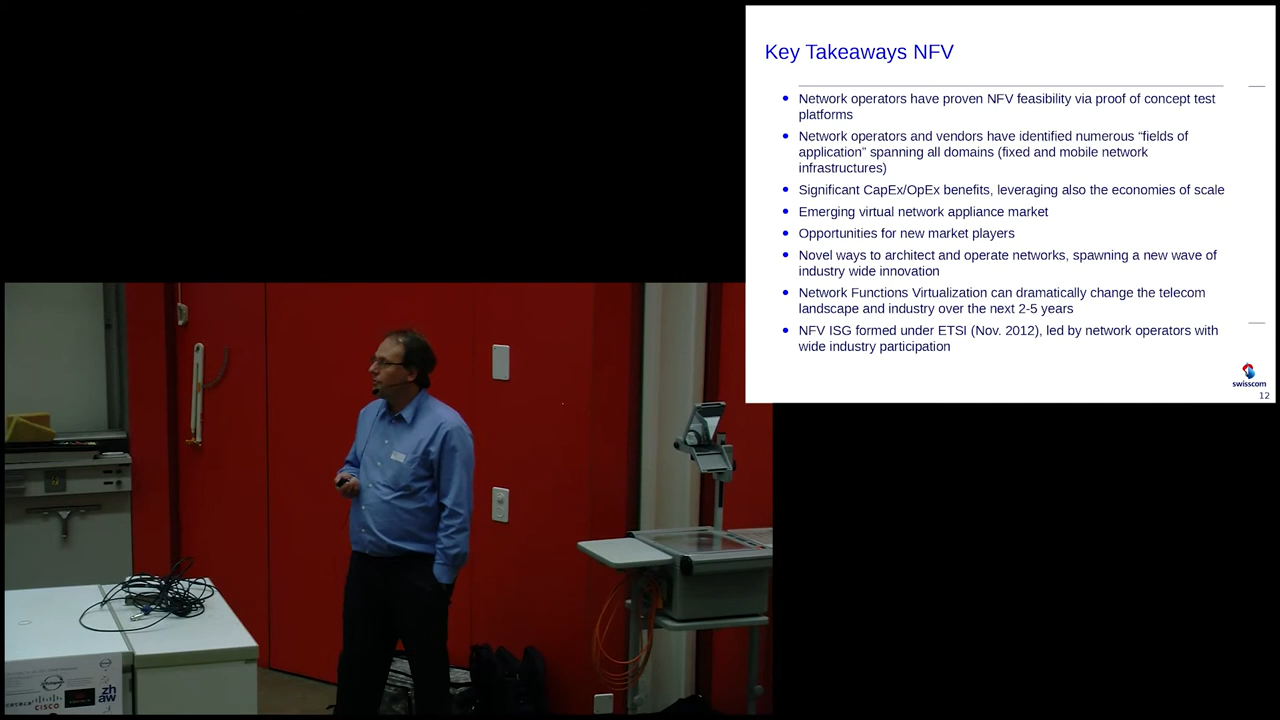 Key Takeaways NFV
Network operators have proven NFV feasibility via proof of concept test
platforms
Network operators and vendors have identified numerous “fields of
application” spanning all domains (fixed and mobile network
infrastructures)
Significant CapEx/OpEx benefits, leveraging also the economies of scale
Emerging virtual network appliance market
Opportunities for new market players
Novel ways to architect and operate networks, spawning a new wave of
industry wide innovation
Network Functions Virtualization can dramatically change the telecom
landscape and industry over the next 2-5 years
NFV ISG formed under ETSI (Nov. 2012), led by network operators with
wide industry participation
swisscom
12
CISCO
zh
aw